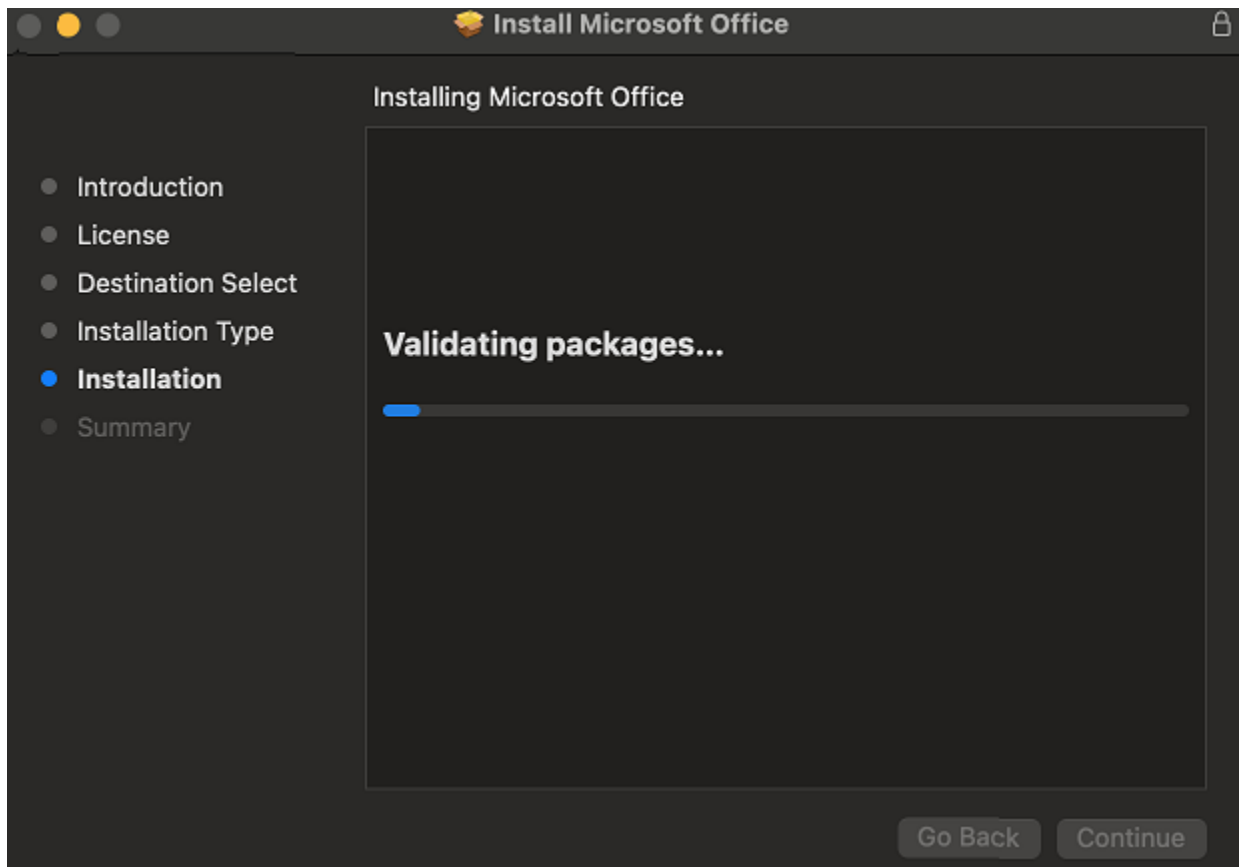 Install Microsoft Office
Installing Microsoft Office
Introduction
License
Destination Select
Installation Type
Installation
Summary
Validating packages...
Go Back
Continue